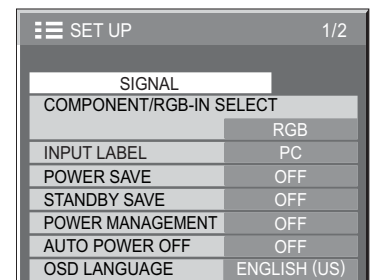 SET UP 1/2
SIGNAL
COMPONENT/RGB-IN SELECT
RGB
INPUT LABEL PC
POWER SAVE OFF
STANDBY SAVE OFF
POWER MANAGEMENT OFF
AUTO POWER OFF OFF
OSD LANGUAGE ENGLISH (US)